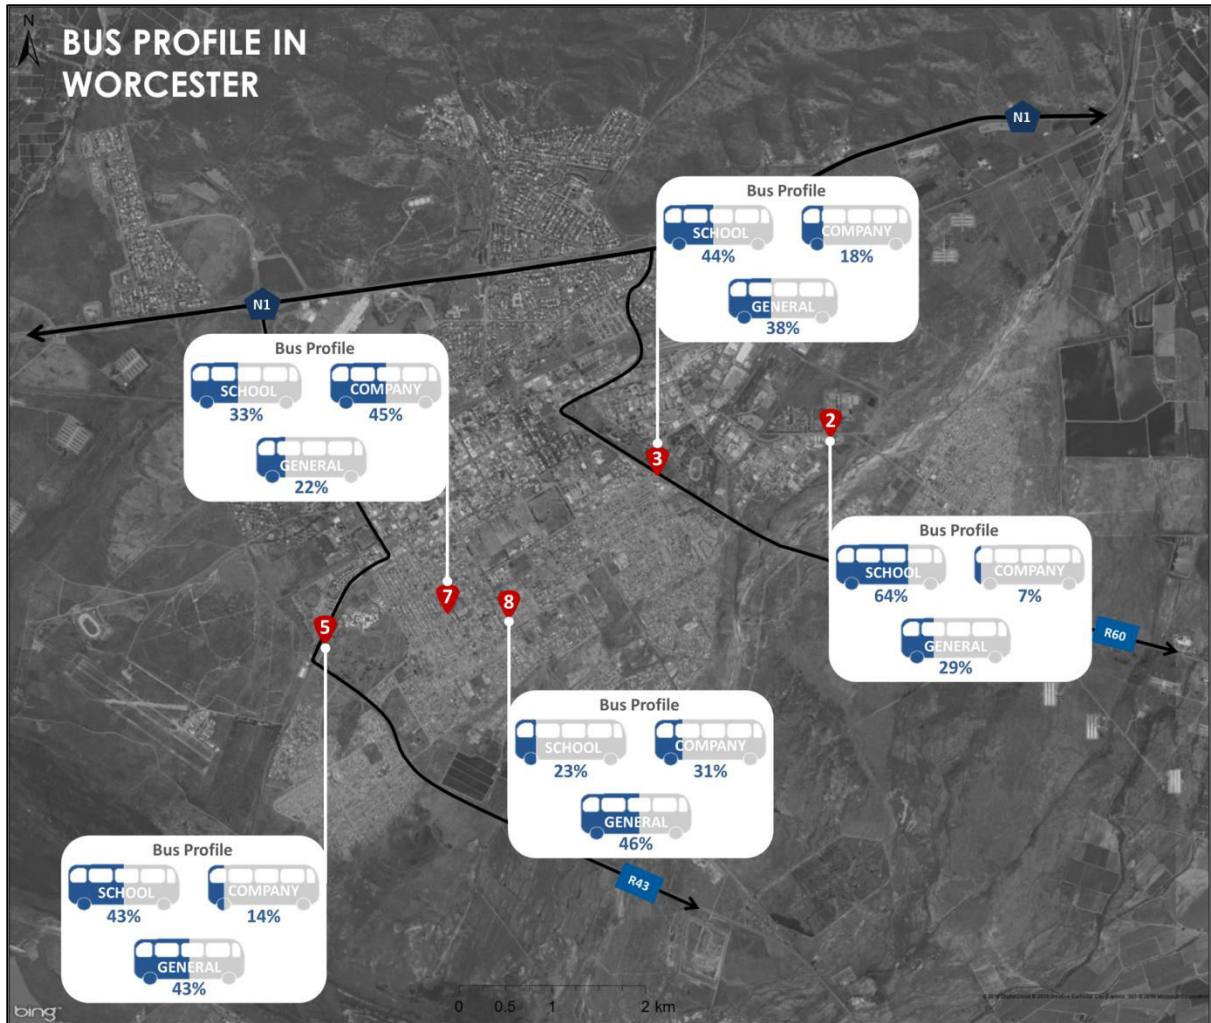 N
BUS PROFILE IN
WORCESTER
N1
Bus Profile
SCHOOL COMPANY
44% 18%
GENERAL
38%
N1
Bus Profile
SCHOOL COMPANY
33% 45%
GENERAL
22%
2
3
Bus Profile
SCHOOL COMPANY
64% 7%
GENERAL
29%
7
8
5
R60
Bus Profile
SCHOOL COMPANY
23% 31%
GENERAL
46%
Bus Profile
SCHOOL COMPANY
43% 14%
GENERAL
43%
R43
0 0.5 1 2 km
bing